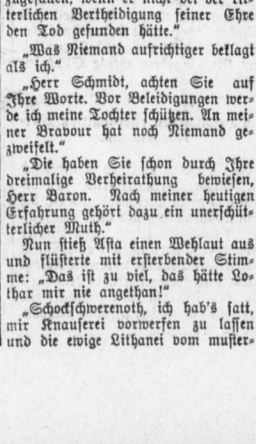 zugefallen, wenn er nicht bei der rit-
terlichen Vertheidigung seiner Ehre
den Tod gefunden hätte."
„Was Niemand aufrichtiger beklagt
als ich."
„Herr Schmidt, achten Sie auf
Ihre Worte. Vor Beleidigungen wer-
de ich meine Tochter schützen. An mei-
ner Bravour hat noch Niemand ge-
zweifelt."
„Die haben Sie schon durch Ihre
dreimalige Verheirathung bewiesen,
Herr Baron. Nach meiner heutigen
Erfahrung gehört dazu ein unerschüt-
terlicher Muth."
Nun stieß Asta einen Wehlaut aus
und flüsterte mit ersterbender Stim-
me: „Das ist zu viel, das hätte Lo-
thar mir nie angethan!"
„Schockschwerenoth, ich hab's satt,
mir Knauserei vorwerfen zu lassen
und die ewige Lithanei vom muster-